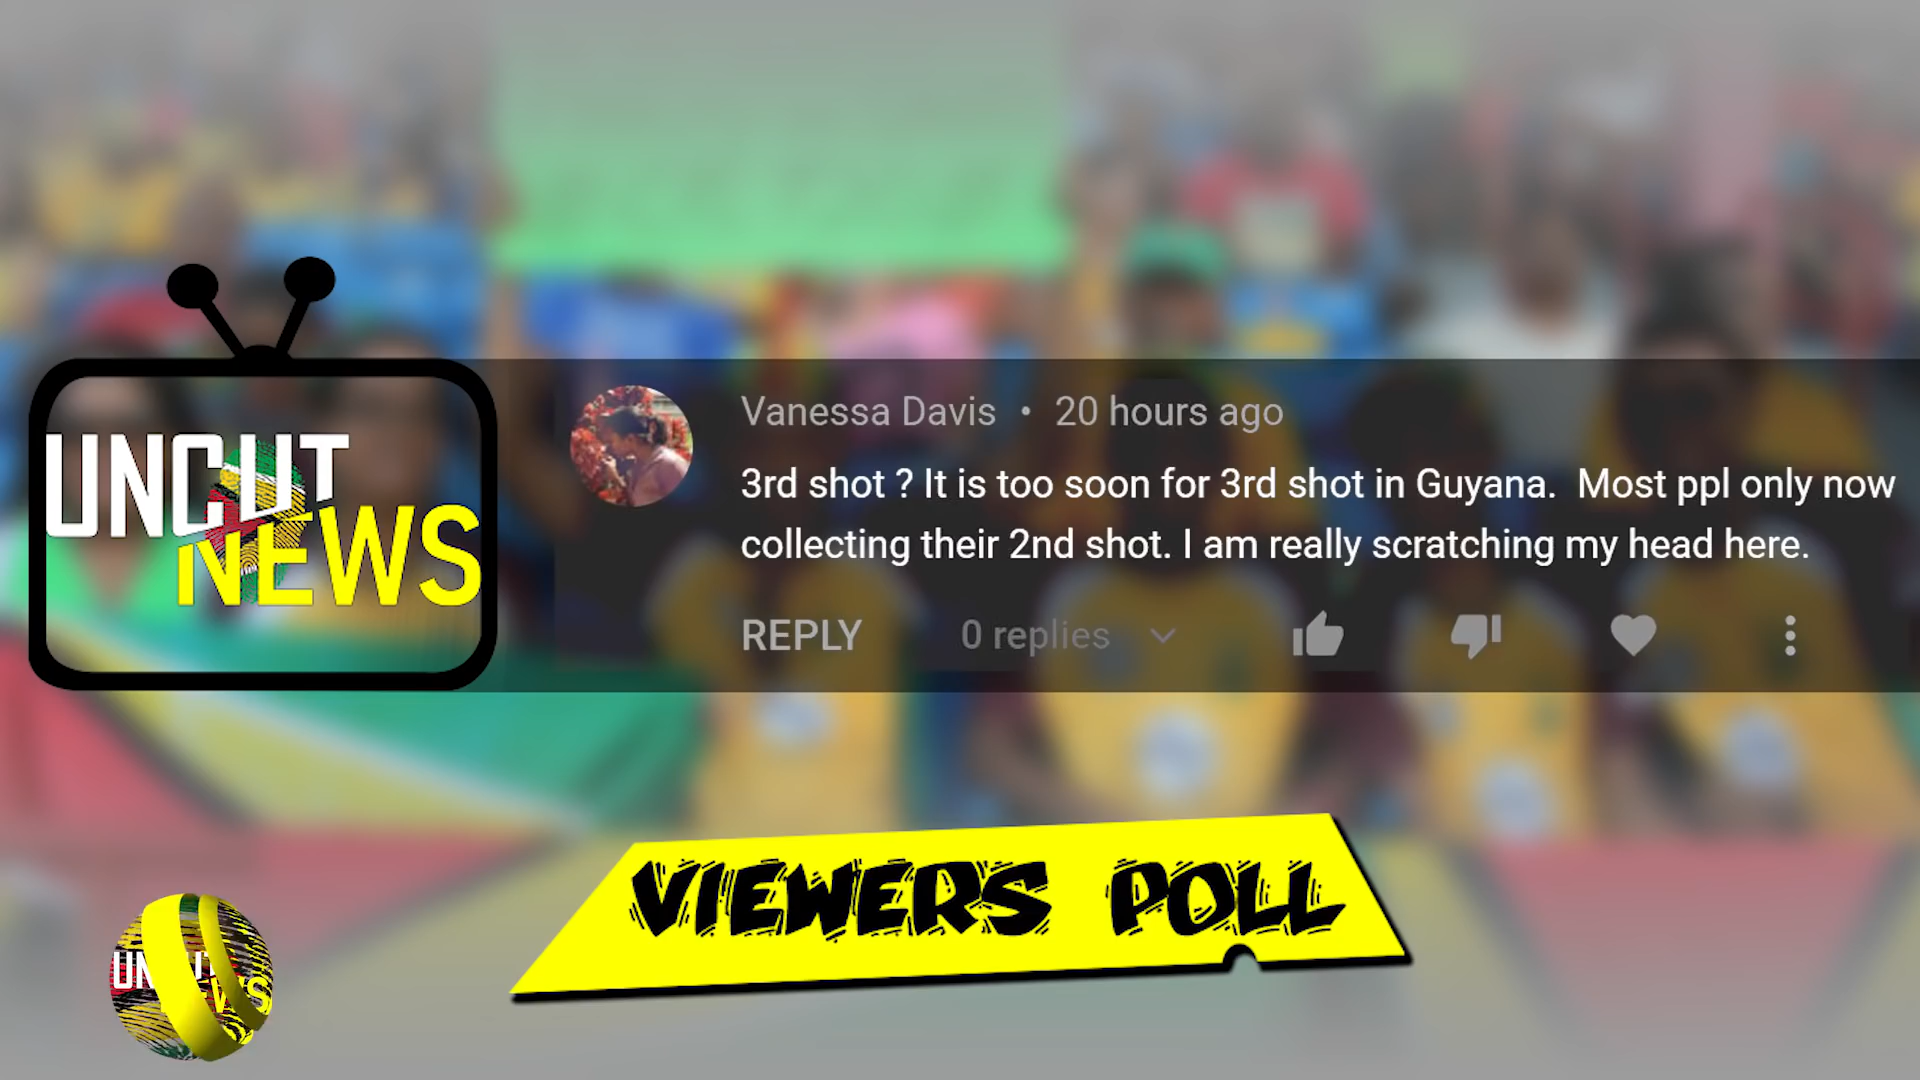 UNCUT
NEWS
Vanessa Davis • 20 hours ago
3rd shot ? It is too soon for 3rd shot in Guyana. Most ppl only now
collecting their 2nd shot. I am really scratching my head here.
REPLY 0 replies
VIEWERS POLL